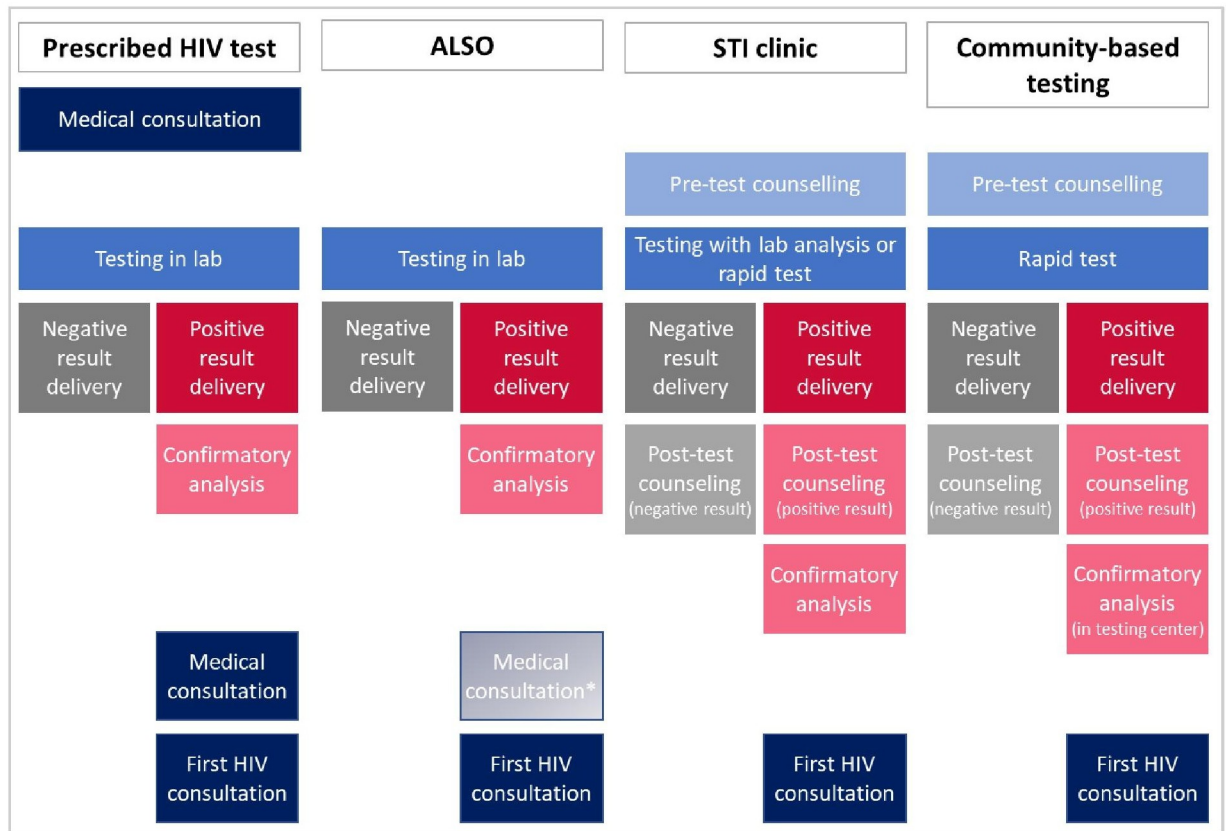 Prescribed HIV test
ALSO
STI clinic
Community-based
testing
Medical consultation
Pre-test counselling
Pre-test counselling
Testing in lab
Testing in lab
Testing with lab analysis or
rapid test
Rapid test
Negative
result
delivery
Positive
result
delivery
Negative
result
delivery
Positive
result
delivery
Negative
result
delivery
Positive
result
delivery
Negative
result
delivery
Positive
result
delivery
Confirmatory
analysis
Confirmatory
analysis
Post-test
counseling
(negative result)
Post-test
counseling
(positive result)
Post-test
counseling
(negative result)
Post-test
counseling
(positive result)
Confirmatory
analysis
Confirmatory
analysis
(in testing center)
Medical
consultation
Medical
consultation*
First HIV
consultation
First HIV
consultation
First HIV
consultation
First HIV
consultation